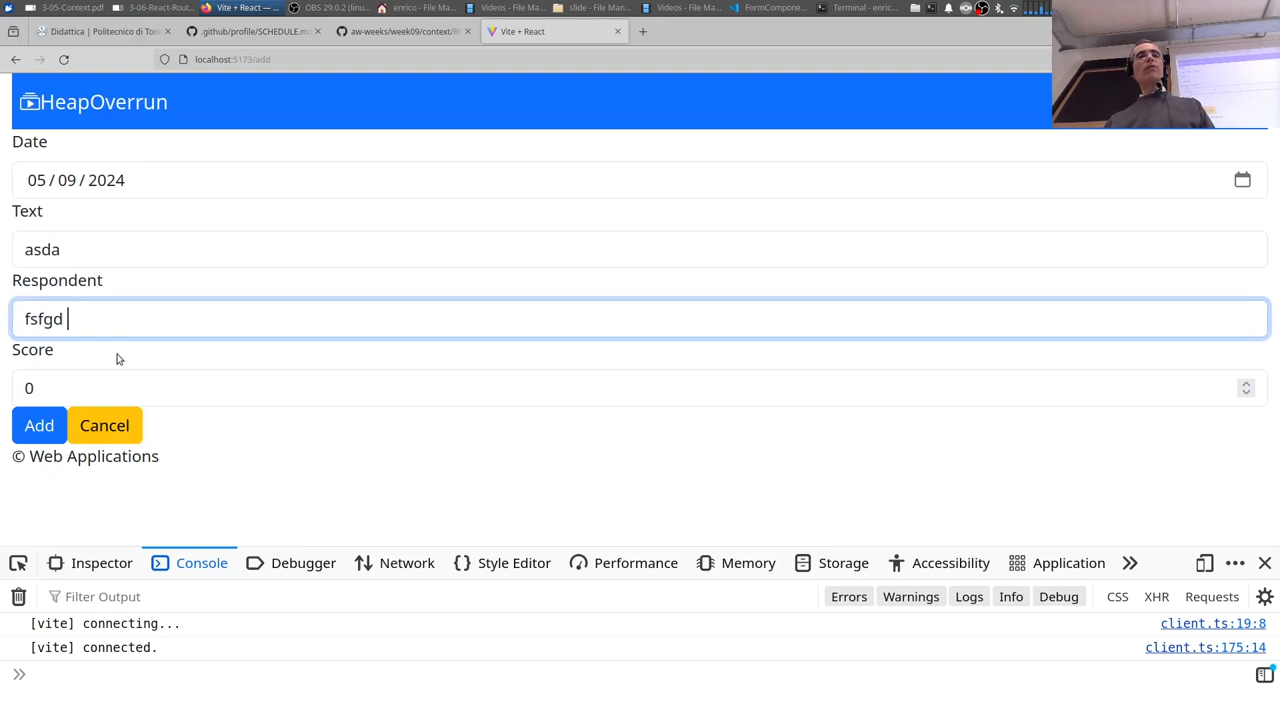 3-05-Context.pdf
3-06-React-Rout...
Vite + React — ...
OBS 29.0.2 (linu...
enrico - File Ma...
Videos - File Ma...
slide - File Man...
Videos - File Ma...
FormCompone...
Terminal - enric...
Didattica | Politecnico di Tori
.github/profile/SCHEDULE.md
aw-weeks/week09/context/RE
Vite + React
localhost:5173/add
HeapOverrun
Date
05 / 09 / 2024
Text
asda
Respondent
fsfgd
Score
0
Add Cancel
© Web Applications
Inspector Console Debugger Network Style Editor Performance Memory Storage Accessibility Application
Filter Output Errors Warnings Logs Info Debug CSS XHR Requests
[vite] connecting... client.ts:19:8
[vite] connected. client.ts:175:14